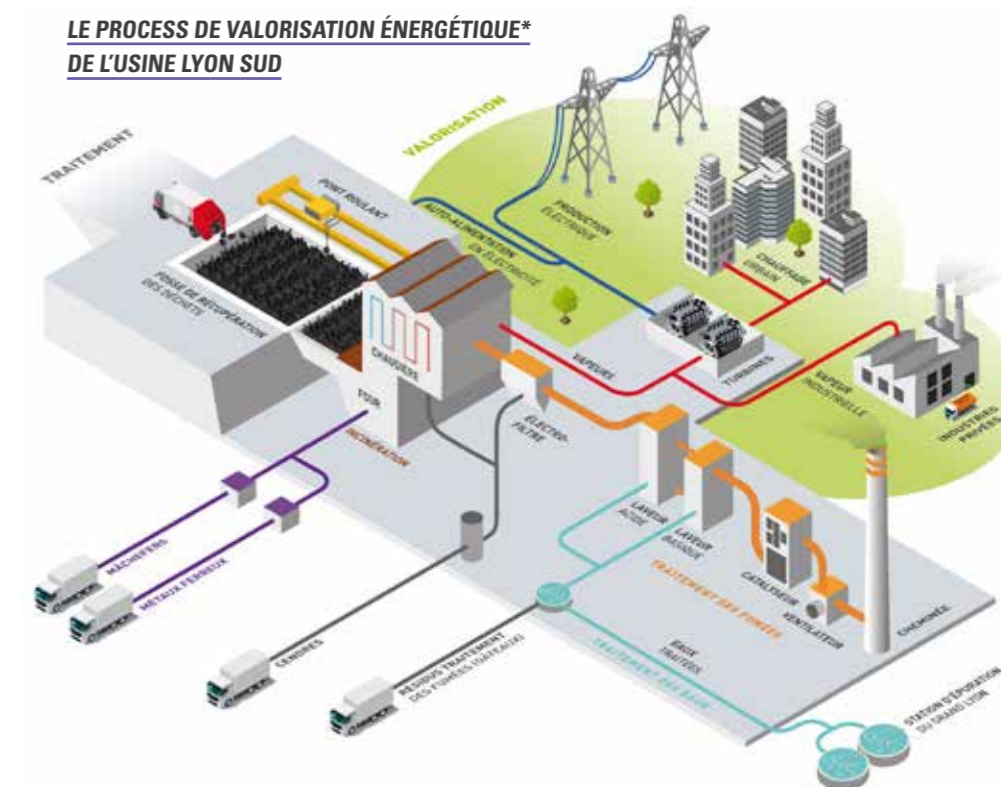 LE PROCESS DE VALORISATION ÉNERGÉTIQUE*
DE L'USINE LYON SUD
TRAITEMENT
VALORISATION
PONT ROULANT
AUTO-ALIMENTATION
EN ÉLECTRICITÉ
PRODUCTION
ÉLECTRIQUE
CHAUFFAGE
URBAIN
FOSSE DE RÉCUPÉRATION
DES DÉCHETS
CHAUDIÈRE
FOUR
INCINÉRATION
VAPEURS
TURBINES
VAPEUR
INDUSTRIELLE
INDUSTRIES
PRIVÉES
ÉLECTRO-
FILTRE
LAVEUR
ACIDE
LAVEUR
BASIQUE
CATALYSEUR
VENTILATEUR
CHEMINÉE
TRAITEMENT DES FUMÉES
MÂCHEFERS
MÉTAUX FERREUX
CENDRES
RÉSIDUS TRAITEMENT
DES FUMÉES (GÂTEAUX)
EAUX
TRAITÉES
TRAITEMENT DES EAUX
STATION D'ÉPURATION
DU GRAND LYON